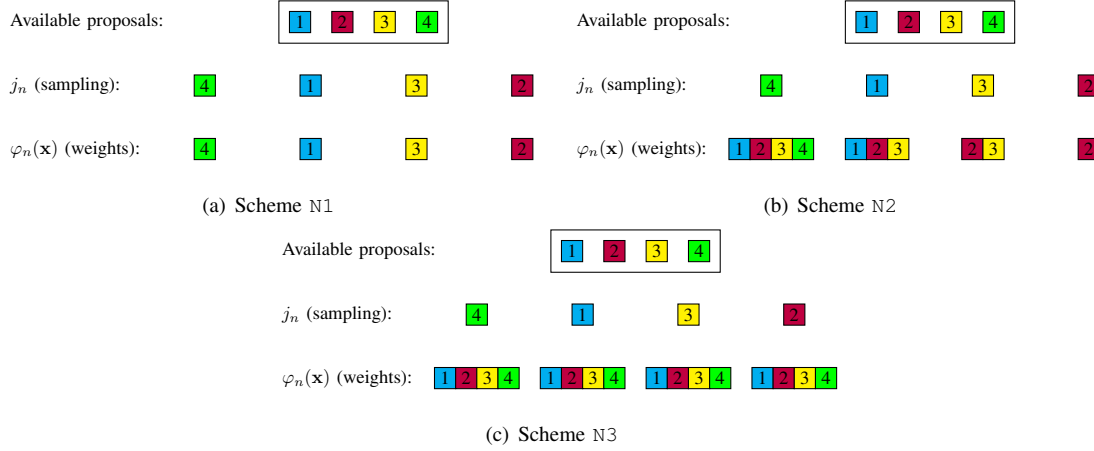 Available proposals: 1 2 3 4
j_n (sampling): 4 1 3 2
φ_n(x) (weights): 4 1 3 2
(a) Scheme N1
Available proposals: 1 2 3 4
j_n (sampling): 4 1 3 2
φ_n(x) (weights): 1 2 3 4 1 2 3 2 3 2
(b) Scheme N2
Available proposals: 1 2 3 4
j_n (sampling): 4 1 3 2
φ_n(x) (weights): 1 2 3 4 1 2 3 4 1 2 3 4 1 2 3 4
(c) Scheme N3